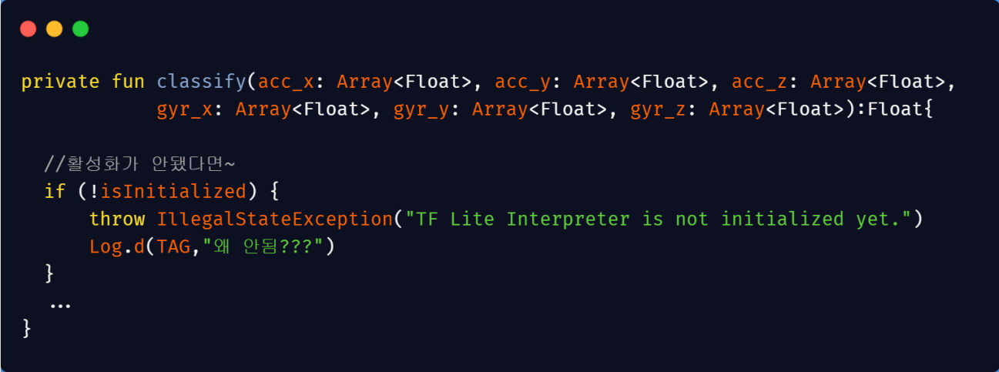 private fun classify(acc_x: Array<Float>, acc_y: Array<Float>, acc_z: Array<Float>,
            gyr_x: Array<Float>, gyr_y: Array<Float>, gyr_z: Array<Float>):Float{
  //활성화가 안됐다면~
  if (!isInitialized) {
      throw IllegalStateException("TF Lite Interpreter is not initialized yet.")
      Log.d(TAG,"왜 안됨???")
  }
  ...
}